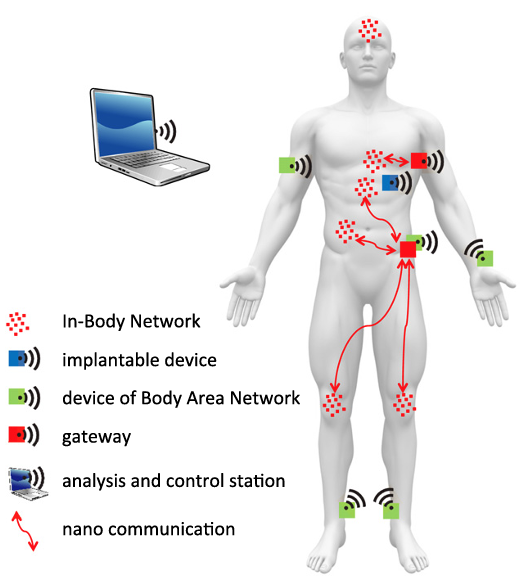 In-Body Network
implantable device
device of Body Area Network
gateway
analysis and control station
nano communication